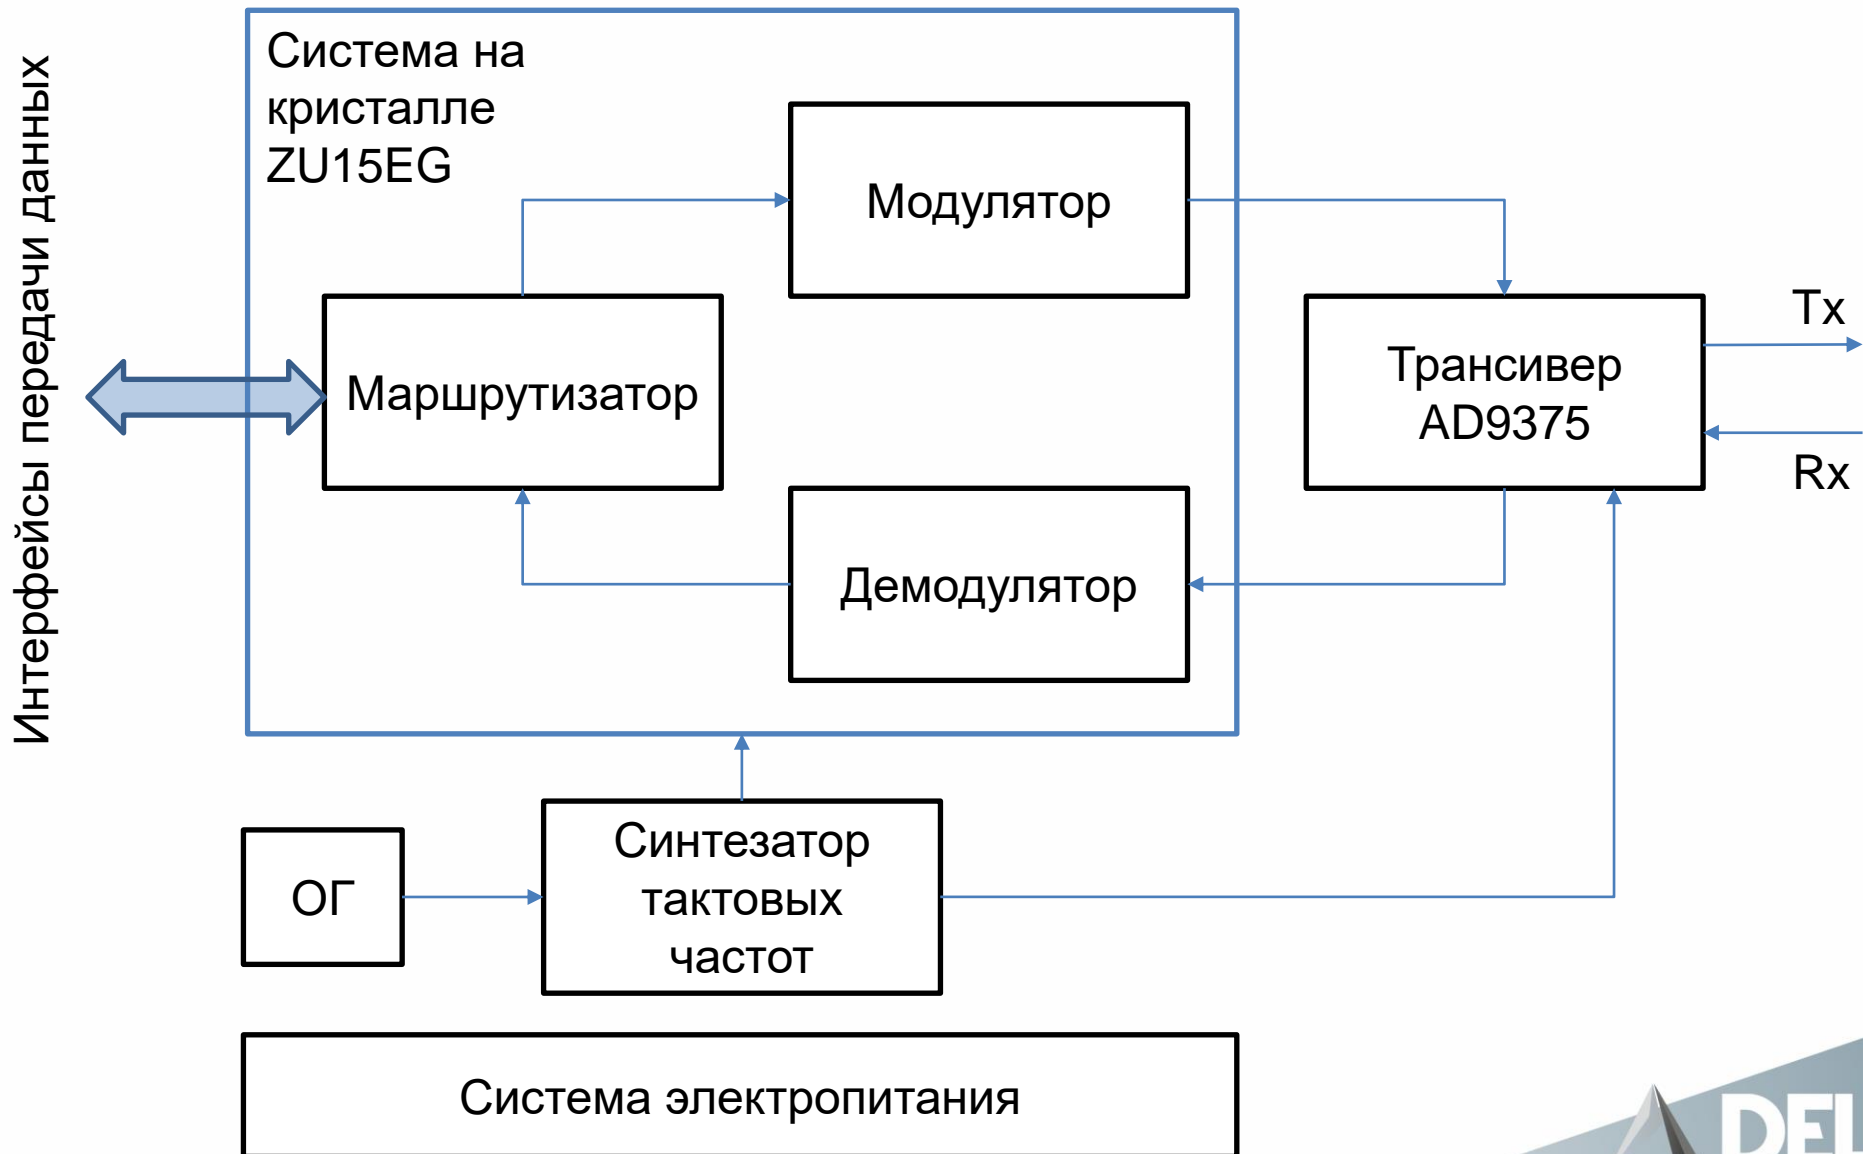 Интерфейсы передачи данных
Система на
кристалле
ZU15EG
Модулятор
Маршрутизатор
Демодулятор
Трансивер
AD9375
Tx
Rx
ОГ
Синтезатор
тактовых
частот
Система электропитания